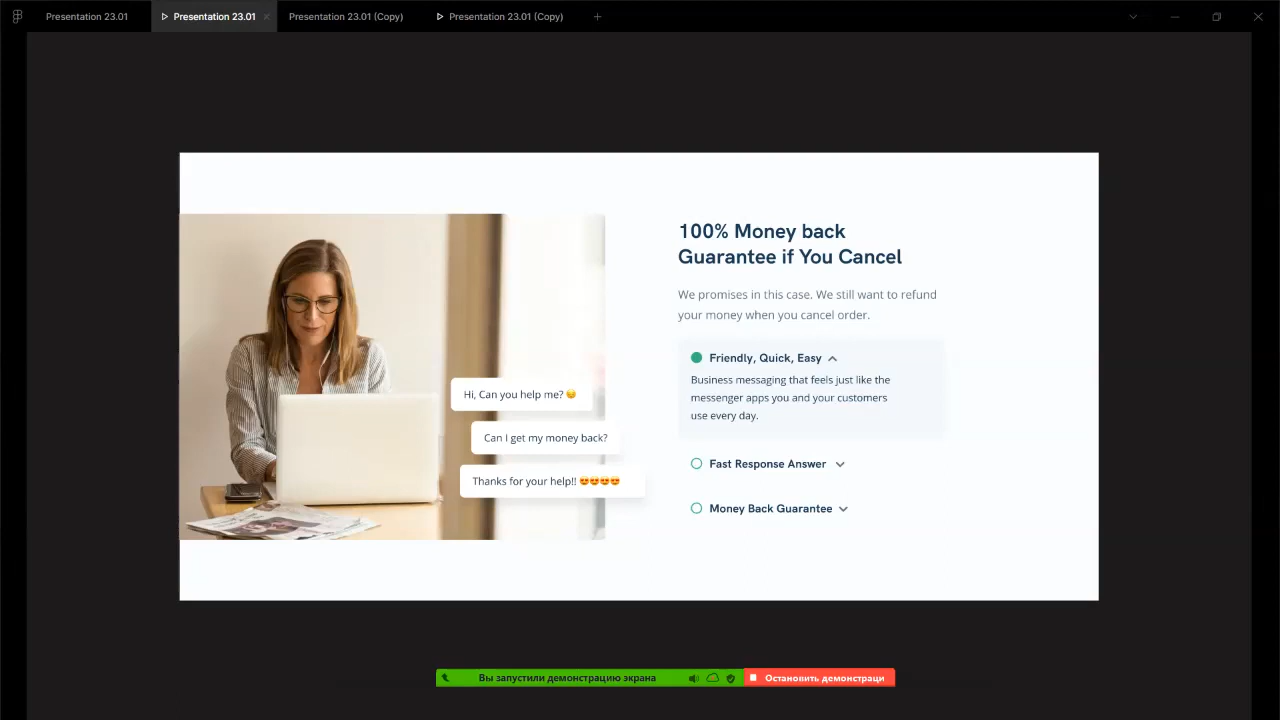 Presentation 23.01
Presentation 23.01
Presentation 23.01 (Copy)
Presentation 23.01 (Copy)
100% Money back
Guarantee if You Cancel
We promises in this case. We still want to refund
your money when you cancel order.
Friendly, Quick, Easy
Business messaging that feels just like the
messenger apps you and your customers
use every day.
Fast Response Answer
Money Back Guarantee
Hi, Can you help me? 😔
Can I get my money back?
Thanks for your help!! 😍😍😍😍
Вы запустили демонстрацию экрана
Остановить демонстраци